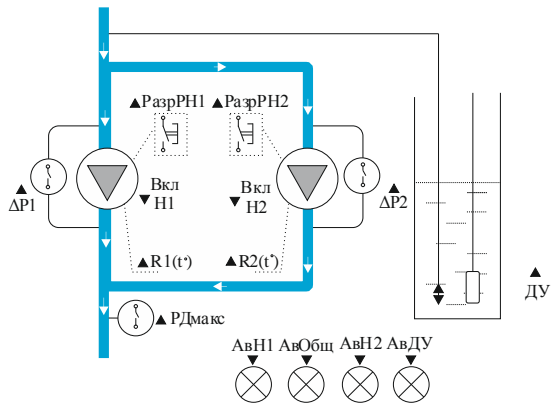 ▲РазрРН1
▲РазрРН2
▲
ΔР1
Вкл
▼ Н1
Вкл
▼ Н2
▲
ΔР2
▲R1(t°)
▲R2(t°)
▲
ДУ
▲ РДмакс
АвН1
АвОбщ
АвН2
АвДУ